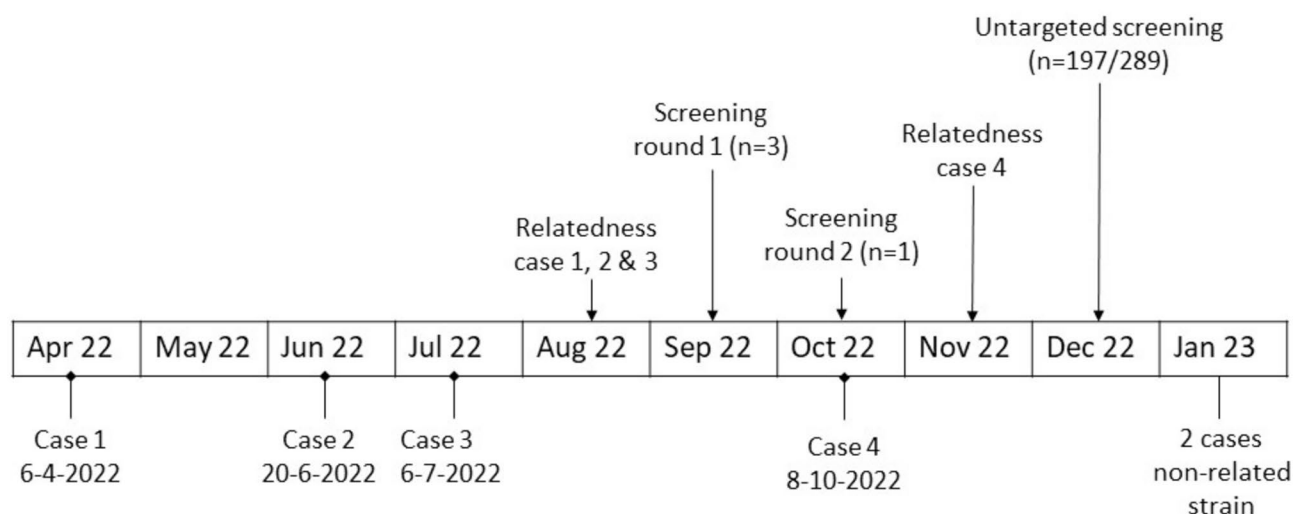 Untargeted screening
(n=197/289)
Screening
round 1 (n=3)
Relatedness
case 4
Screening
round 2 (n=1)
Relatedness
case 1, 2 & 3
Apr 22
May 22
Jun 22
Jul 22
Aug 22
Sep 22
Oct 22
Nov 22
Dec 22
Jan 23
Case 1
6-4-2022
Case 2
20-6-2022
Case 3
6-7-2022
Case 4
8-10-2022
2 cases
non-related
strain